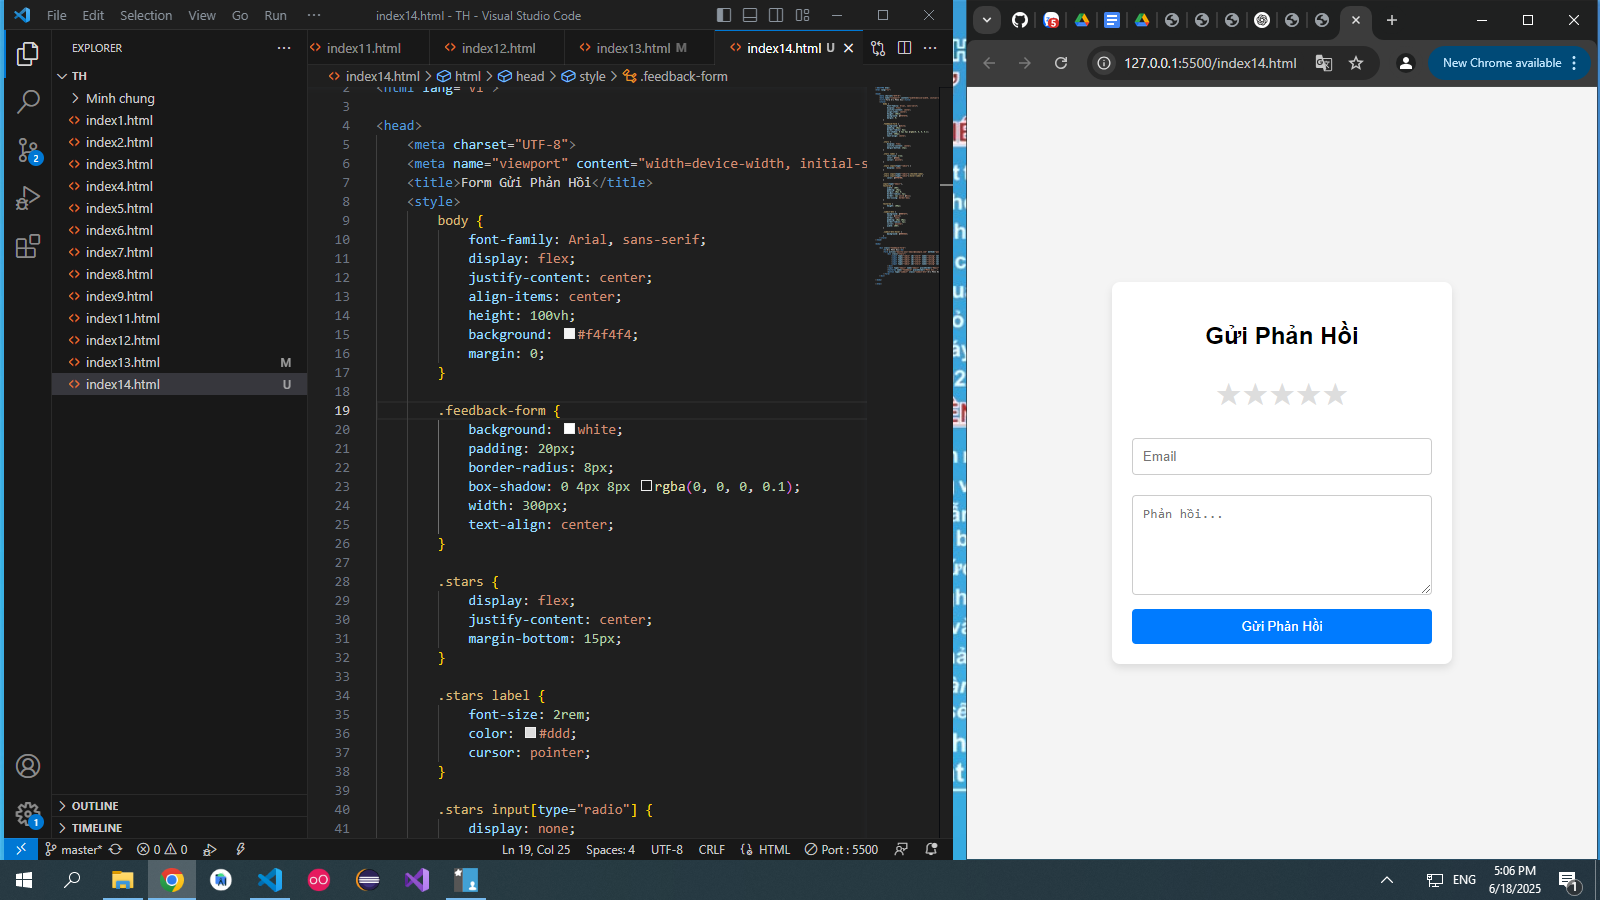 File Edit Selection View Go Run ··· index14.html - TH - Visual Studio Code
EXPLORER
TH
Minh chung
index1.html
index2.html
index3.html
index4.html
index5.html
index6.html
index7.html
index8.html
index9.html
index11.html
index12.html
index13.html M
index14.html U
OUTLINE
TIMELINE
2
1
index11.html index12.html index13.html M index14.html U
index14.html > html > head > style > .feedback-form
2 <html lang="vi">
3
4 <head>
5 <meta charset="UTF-8">
6 <meta name="viewport" content="width=device-width, initial-s
7 <title>Form Gửi Phản Hồi</title>
8 <style>
9 body {
10 font-family: Arial, sans-serif;
11 display: flex;
12 justify-content: center;
13 align-items: center;
14 height: 100vh;
15 background: #f4f4f4;
16 margin: 0;
17 }
18
19 .feedback-form {
20 background: white;
21 padding: 20px;
22 border-radius: 8px;
23 box-shadow: 0 4px 8px rgba(0, 0, 0, 0.1);
24 width: 300px;
25 text-align: center;
26 }
27
28 .stars {
29 display: flex;
30 justify-content: center;
31 margin-bottom: 15px;
32 }
33
34 .stars label {
35 font-size: 2rem;
36 color: #ddd;
37 cursor: pointer;
38 }
39
40 .stars input[type="radio"] {
41 display: none;
master* 0 0 Ln 19, Col 25 Spaces: 4 UTF-8 CRLF {} HTML Port : 5500
127.0.0.1:5500/index14.html New Chrome available
Gửi Phản Hồi
★★★★★
Email
Phản hồi...
Gửi Phản Hồi
ENG
5:06 PM
6/18/2025
1